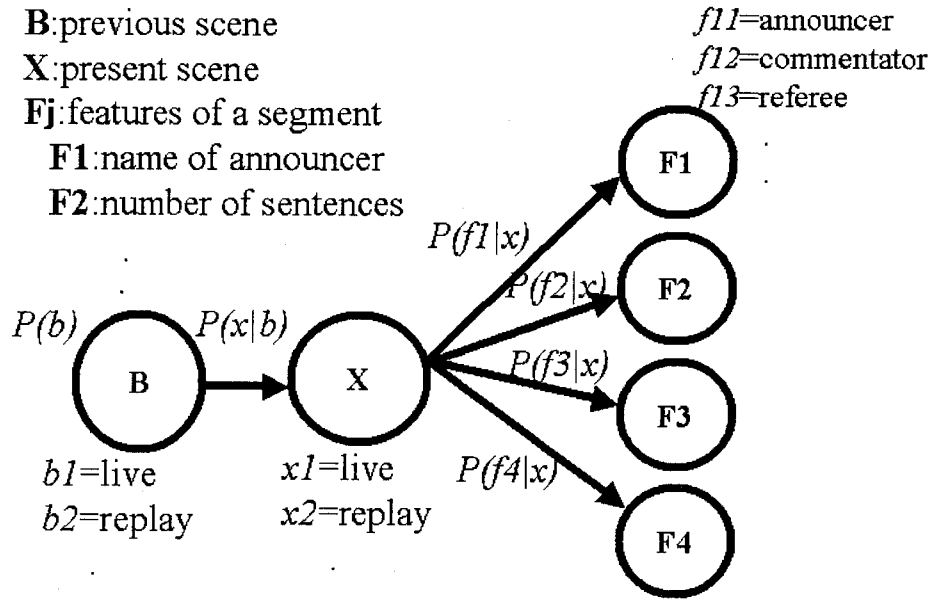 B:previous scene
X:present scene
Fj:features of a segment
F1:name of announcer
F2:number of sentences
f11=announcer
f12=commentator
f13=referee
F1
P(f1|x)
P(f2|x)
F2
P(b)
P(x|b)
P(f3|x)
B
X
F3
b1=live
b2=replay
x1=live
x2=replay
P(f4|x)
F4